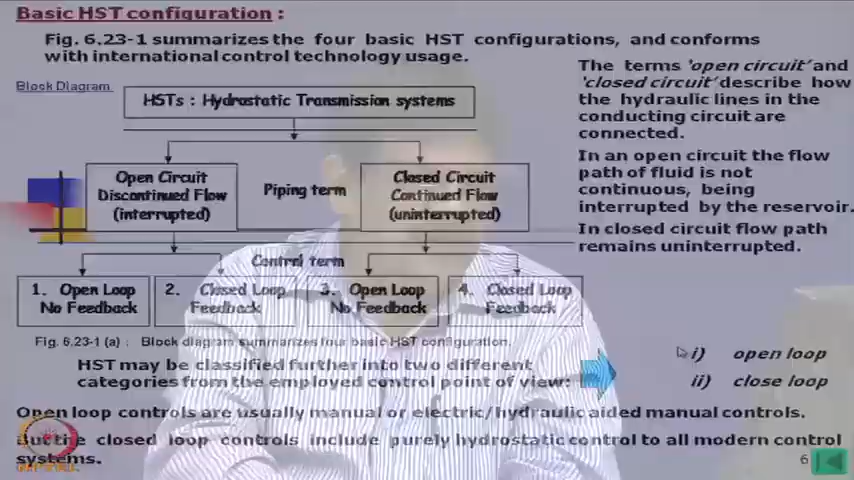 Basic HST configuration :
Fig. 6.23-1 summarizes the four basic HST configurations, and conforms
with international control technology usage.
The terms 'open circuit' and
'closed circuit' describe how
the hydraulic lines in the
conducting circuit are
connected.
In an open circuit the flow
path of fluid is not
continuous, being
interrupted by the reservoir.
In closed circuit flow path
remains uninterrupted.
Block Diagram
HSTs : Hydrostatic Transmission systems
Open Circuit
Discontinued Flow
(interrupted)
Piping term
Closed Circuit
Continued Flow
(uninterrupted)
Control term
1. Open Loop
No Feedback
2. Closed Loop
Feedback
3. Open Loop
No Feedback
4. Closed Loop
Feedback
Fig. 6.23-1 (a) : Block diagram summarizes four basic HST configuration.
HST may be classified further into two different
categories from the employed control point of view:
i) open loop
ii) close loop
Open loop controls are usually manual or electric/hydraulic aided manual controls.
But the closed loop controls include purely hydrostatic control to all modern control
systems.
6
NPTEL